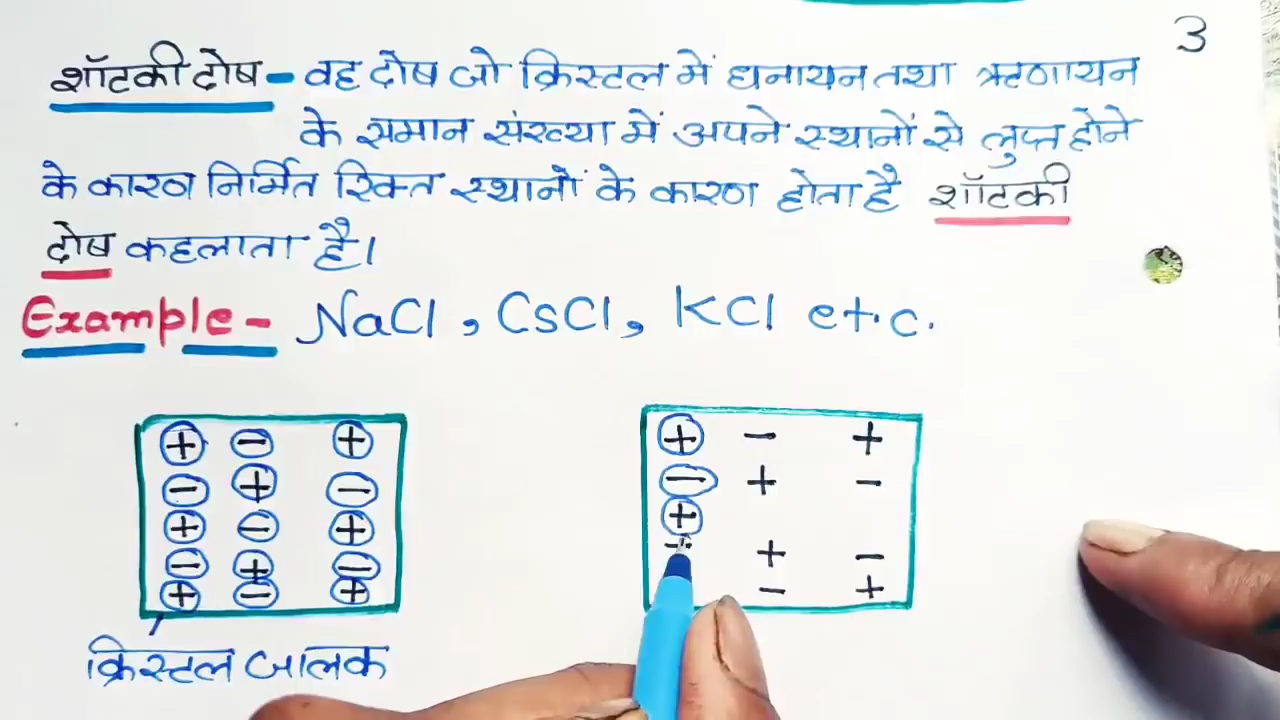 3
शॉटकी दोष - वह दोष जो क्रिस्टल में धनायन तथा ऋणायन
के समान संख्या में अपने स्थानों से लुप्त होने
के कारण निर्मित रिक्त स्थानों के कारण होता है शॉटकी
दोष कहलाता है।
Example - NaCl, CsCl, KCl etc.
+ - +
- + -
+ - +
- + -
+ - +
क्रिस्टल जालक
+ - +
- + -
+
+ -
- +